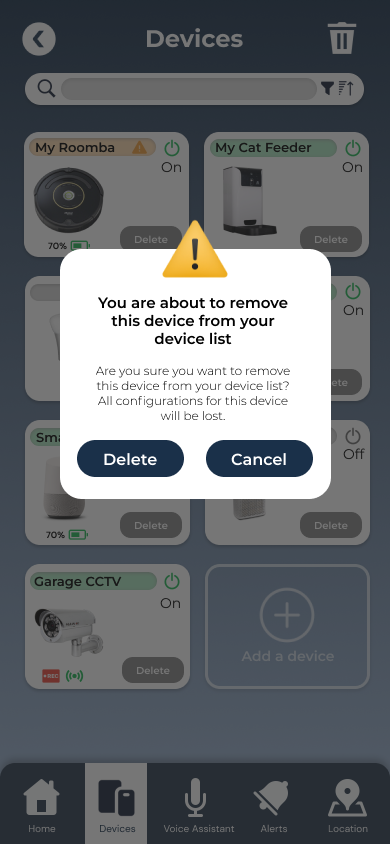 Devices
My Roomba
On
70%
Delete
My Cat Feeder
On
Delete
You are about to remove
this device from your
device list
Are you sure you want to remove
this device from your device list?
All configurations for this device
will be lost.
Delete
Cancel
On
Off
70%
Delete
Delete
Garage CCTV
On
REC
Delete
Add a device
Home
Devices
Voice Assistant
Alerts
Location